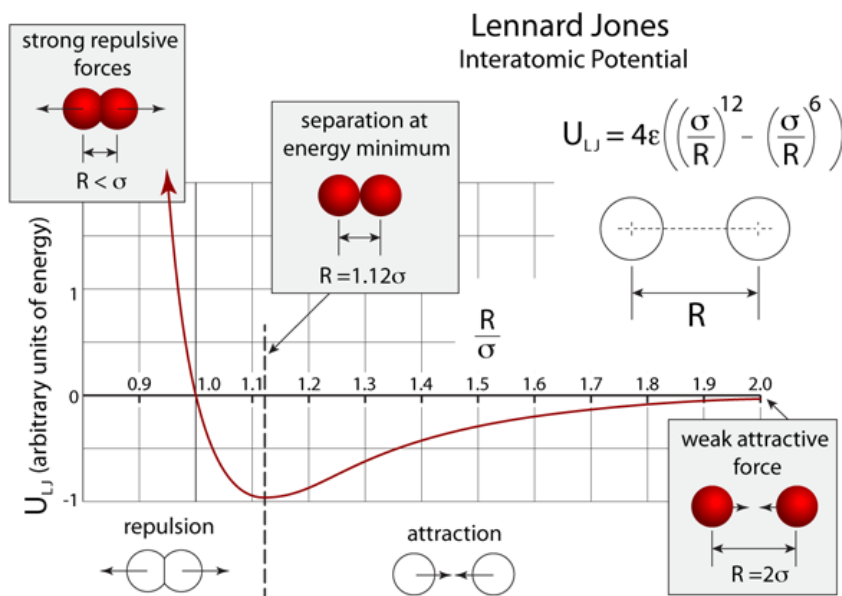 Lennard Jones
Interatomic Potential
strong repulsive
forces
R < σ
separation at
energy minimum
R =1.12σ
U_LJ = 4ε((σ/R)^12 − (σ/R)^6)
R
R/σ
U_LJ (arbitrary units of energy)
1
0
-1
0.9 1.0 1.1 1.2 1.3 1.4 1.5 1.6 1.7 1.8 1.9 2.0
weak attractive
force
R =2σ
repulsion
attraction